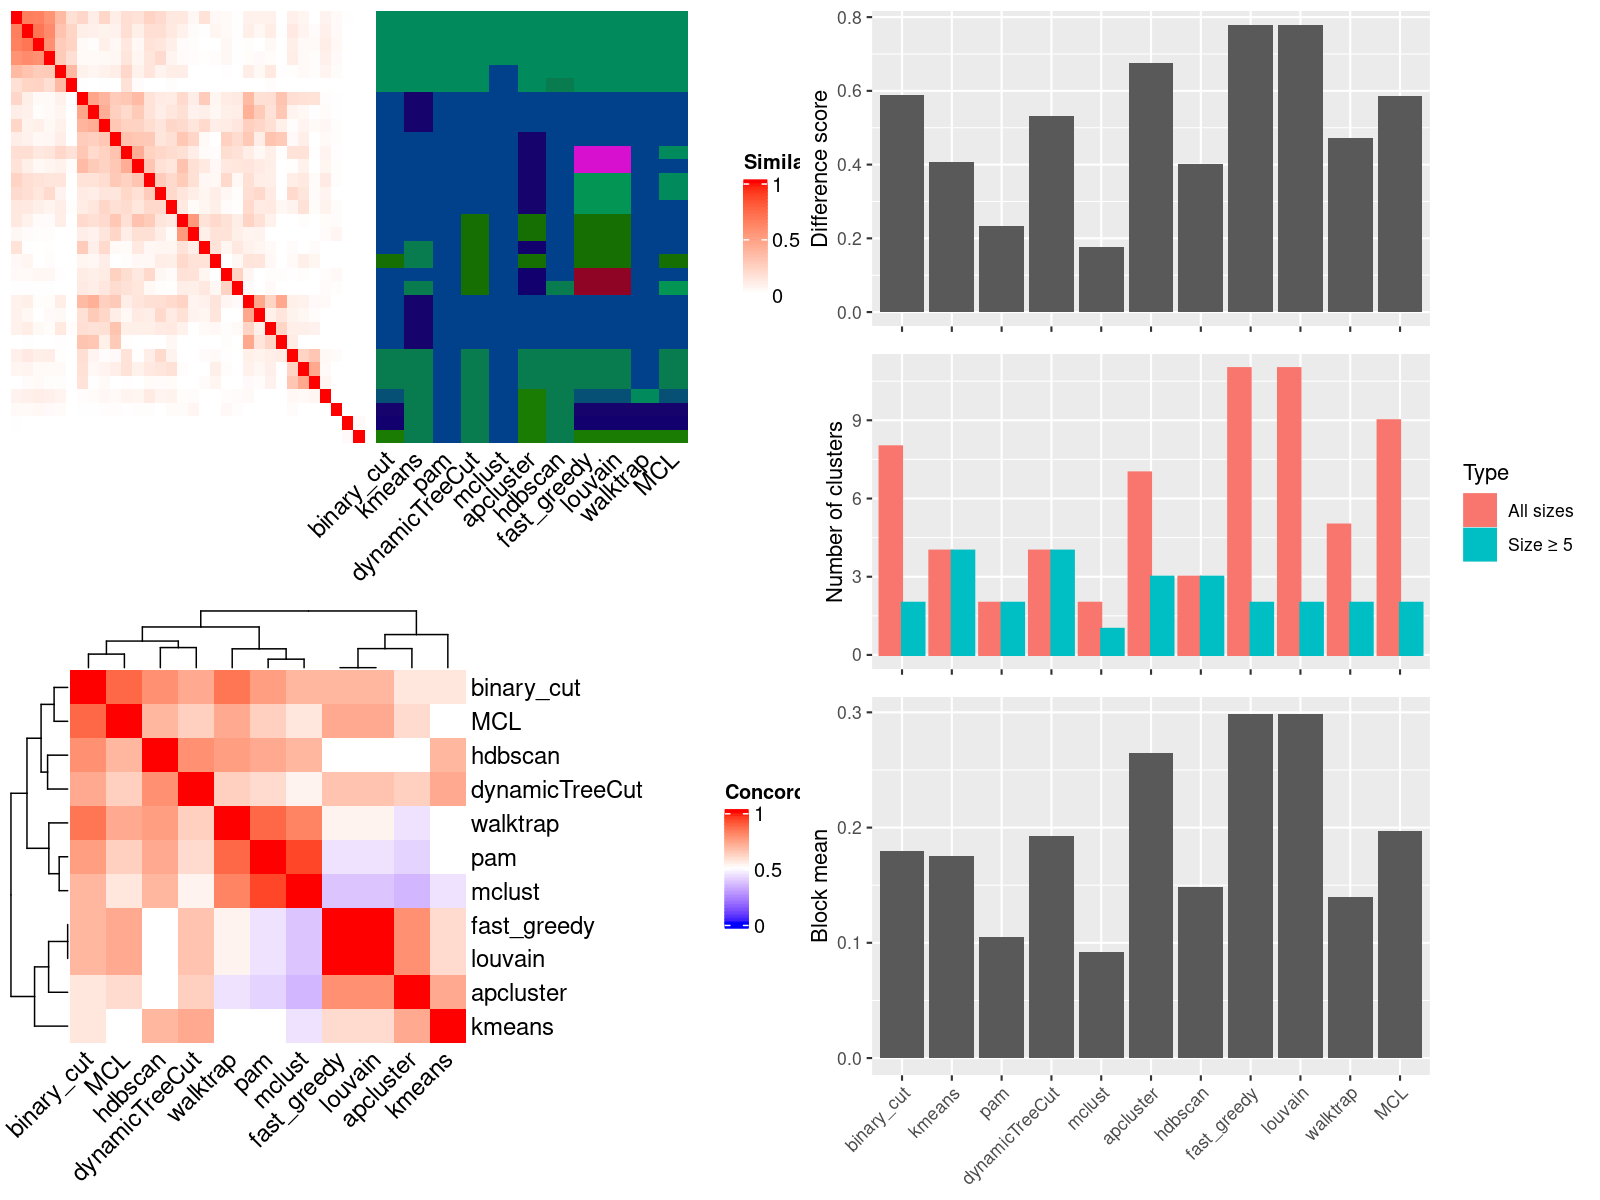 Simila
1
0.5
0
binary_cut
kmeans
pam
dynamicTreeCut
mclust
apcluster
hdbscan
fast_greedy
louvain
walktrap
MCL
binary_cut
MCL
hdbscan
dynamicTreeCut
walktrap
pam
mclust
fast_greedy
louvain
apcluster
kmeans
Concord
1
0.5
0
binary_cut
MCL
hdbscan
dynamicTreeCut
walktrap
pam
mclust
fast_greedy
louvain
apcluster
kmeans
Difference score
0.8
0.6
0.4
0.2
0.0
Number of clusters
9
6
3
0
Type
All sizes
Size ≥ 5
Block mean
0.3
0.2
0.1
0.0
binary_cut
kmeans
pam
dynamicTreeCut
mclust
apcluster
hdbscan
fast_greedy
louvain
walktrap
MCL